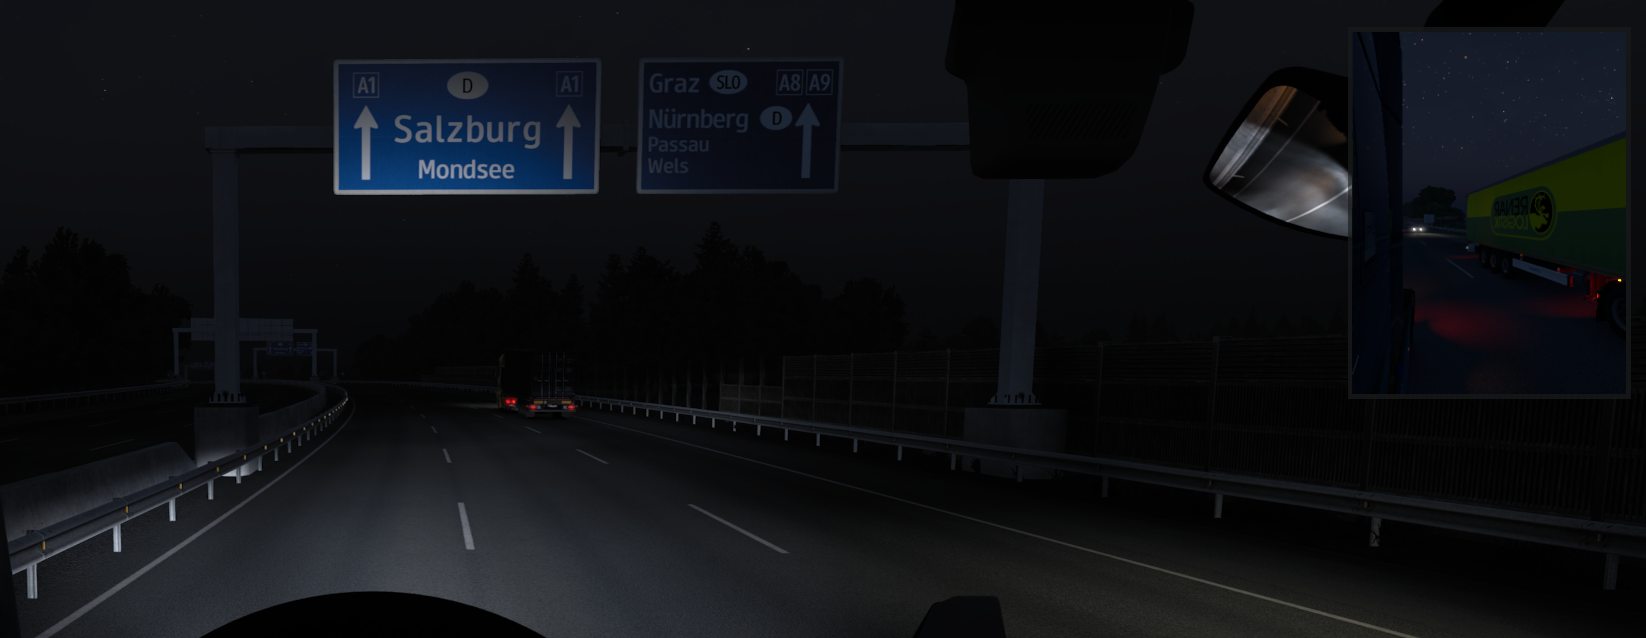 A1 D A1
Salzburg
Mondsee
Graz SLO A8 A9
Nürnberg D
Passau
Wels